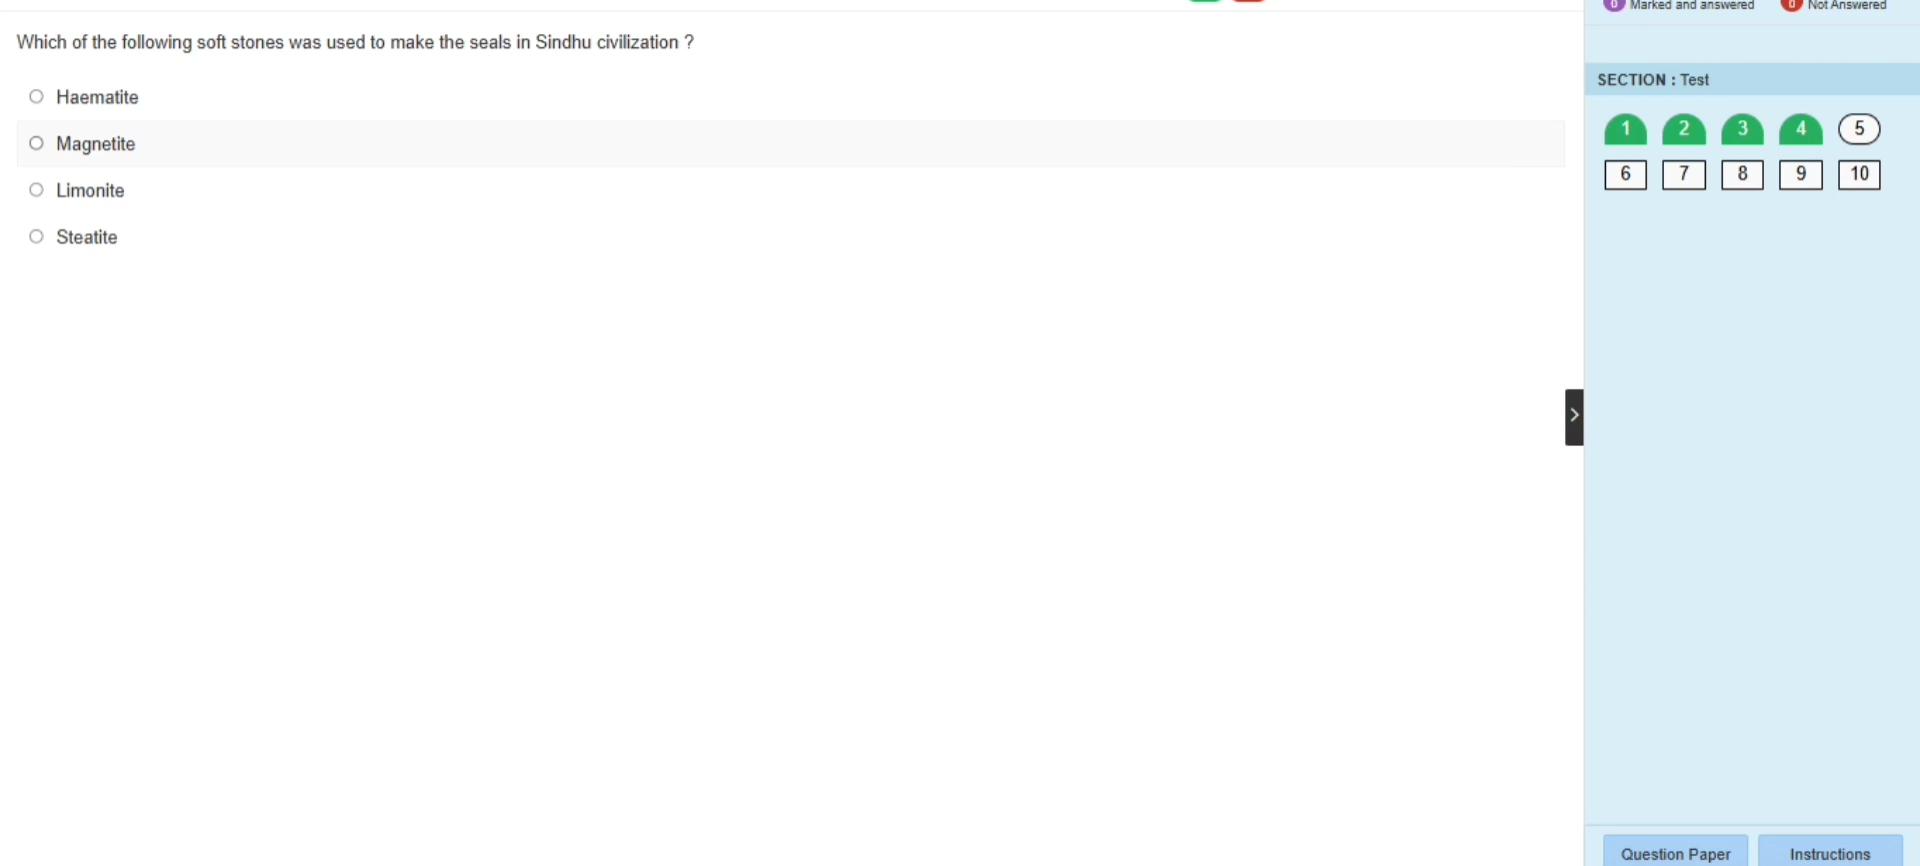 0 Marked and answered 0 Not Answered
Which of the following soft stones was used to make the seals in Sindhu civilization ?
Haematite
Magnetite
Limonite
Steatite
SECTION : Test
1 2 3 4 5
6 7 8 9 10
>
Question Paper Instructions